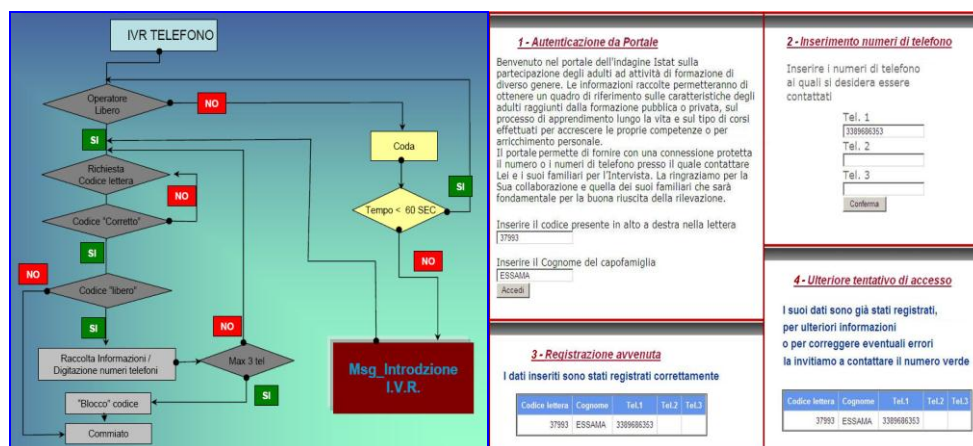 IVR TELEFONO
Operatore
Libero
NO
SI
Coda
Richiesta
Codice lettera
NO
SI
Codice "Corretto"
Tempo < 60 SEC
SI
NO
NO
Codice "libero"
SI
NO
Raccolta Informazioni /
Digitazione numeri telefoni
Max 3 tel
SI
"Blocco" codice
Commiato
Msg_Introdzione
I.V.R.
1 - Autenticazione da Portale
Benvenuto nel portale dell'indagine Istat sulla
partecipazione degli adulti ad attività di formazione di
diverso genere. Le informazioni raccolte permetteranno di
ottenere un quadro di riferimento sulle caratteristiche degli
adulti raggiunti dalla formazione pubblica o privata, sul
processo di apprendimento lungo la vita e sul tipo di corsi
effettuati per accrescere le proprie competenze o per
arricchimento personale.
Il portale permette di fornire con una connessione protetta
il numero o i numeri di telefono presso il quale contattare
Lei e i suoi familiari per l'Intervista. La ringraziamo per la
Sua collaborazione e quella dei suoi familiari che sarà
fondamentale per la buona riuscita della rilevazione.
Inserire il codice presente in alto a destra nella lettera
37993
Inserire il Cognome del capofamiglia
ESSAMA
Accedi
2 - Inserimento numeri di telefono
Inserire i numeri di telefono
ai quali si desidera essere
contattati
Tel. 1
3389686353
Tel. 2
Tel. 3
Conferma
3 - Registrazione avvenuta
I dati inseriti sono stati registrati correttamente
Codice lettera Cognome Tel.1 Tel.2 Tel.3
37993 ESSAMA 3389686353
4 - Ulteriore tentativo di accesso
I suoi dati sono già stati registrati,
per ulteriori informazioni
o per correggere eventuali errori
la invitiamo a contattare il numero verde
Codice lettera Cognome Tel.1 Tel.2 Tel.3
37993 ESSAMA 3389686353